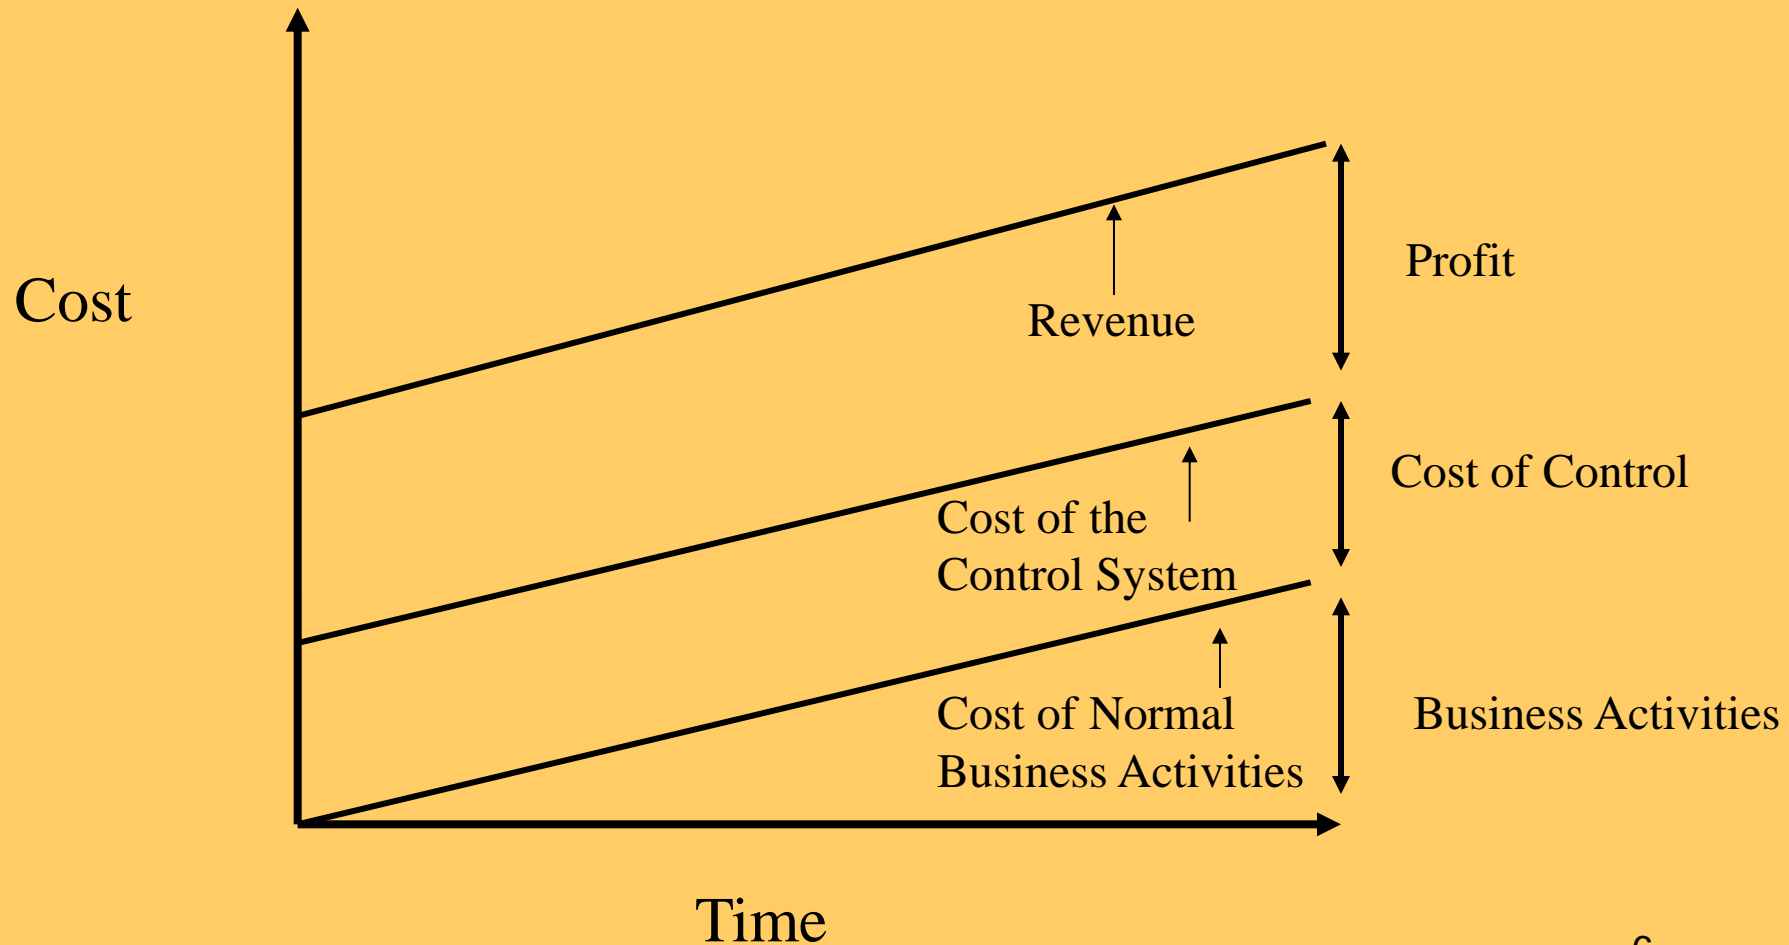 Cost
Profit
Revenue
Cost of Control
Cost of the
Control System
Cost of Normal
Business Activities
Business Activities
Time